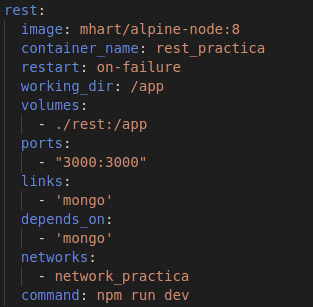 rest:
  image: mhart/alpine-node:8
  container_name: rest_practica
  restart: on-failure
  working_dir: /app
  volumes:
    - ./rest:/app
  ports:
    - "3000:3000"
  links:
    - 'mongo'
  depends_on:
    - 'mongo'
  networks:
    - network_practica
  command: npm run dev